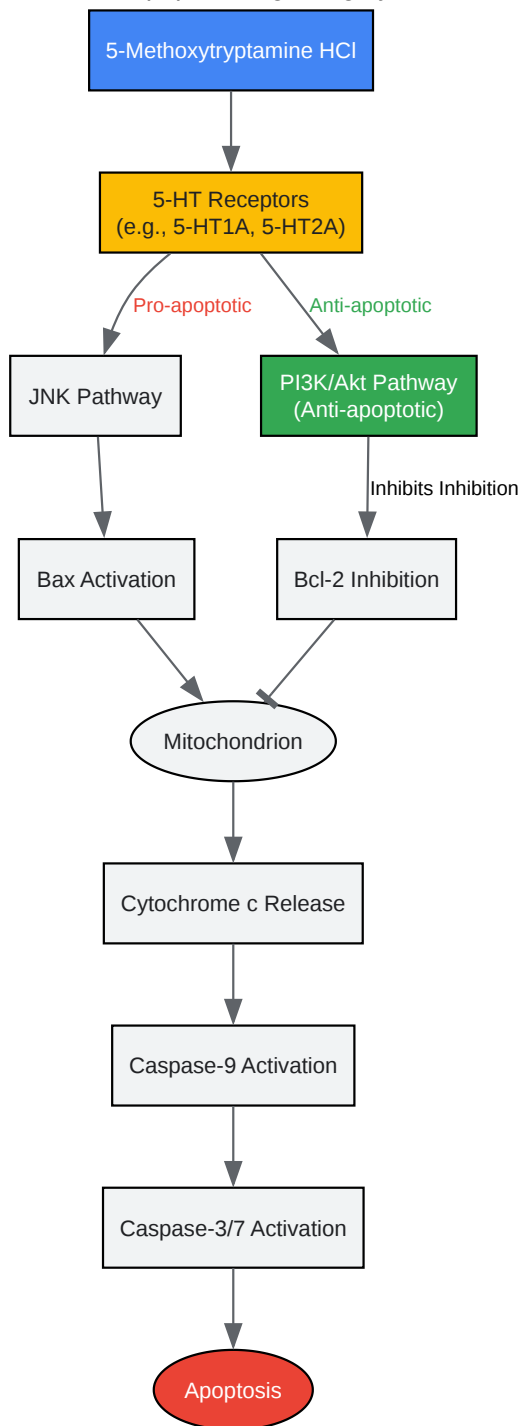 5-Methoxytryptamine HCl
5-HT Receptors
(e.g., 5-HT1A, 5-HT2A)
Pro-apoptotic
Anti-apoptotic
JNK Pathway
PI3K/Akt Pathway
(Anti-apoptotic)
Inhibits Inhibition
Bax Activation
Bcl-2 Inhibition
Mitochondrion
Cytochrome c Release
Caspase-9 Activation
Caspase-3/7 Activation
Apoptosis